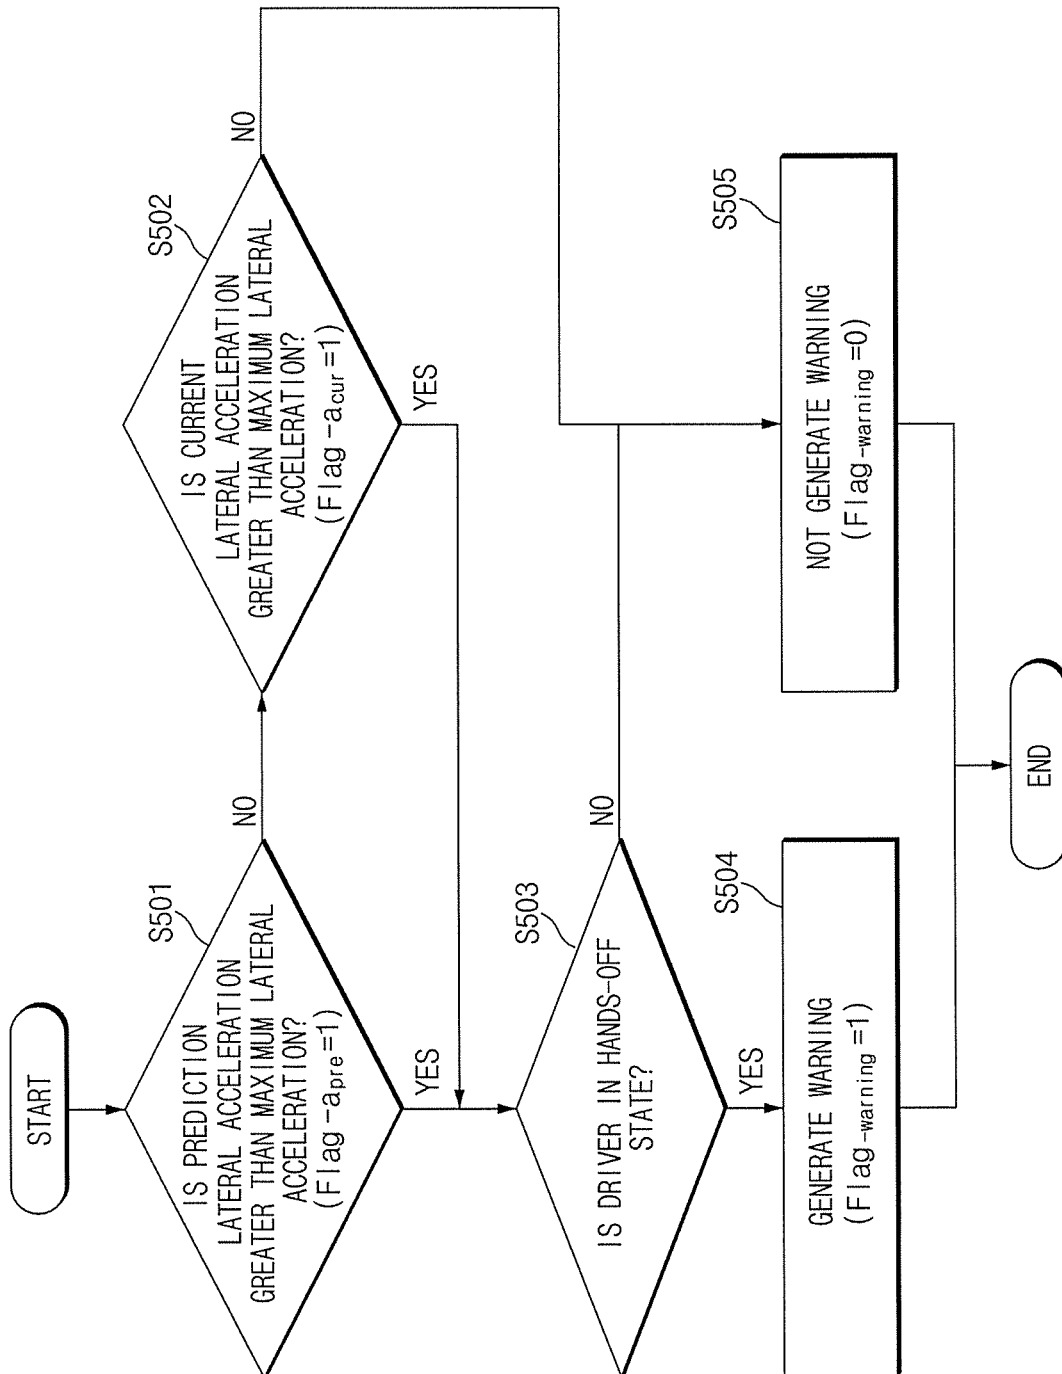 START
S501
IS PREDICTION
LATERAL ACCELERATION
GREATER THAN MAXIMUM LATERAL
ACCELERATION?
(Flag-apre=1)
NO
YES
S502
IS CURRENT
LATERAL ACCELERATION
GREATER THAN MAXIMUM LATERAL
ACCELERATION?
(Flag-acur=1)
NO
YES
S503
IS DRIVER IN HANDS-OFF
STATE?
NO
YES
S504
GENERATE WARNING
(Flag-warning=1)
S505
NOT GENERATE WARNING
(Flag-warning=0)
END